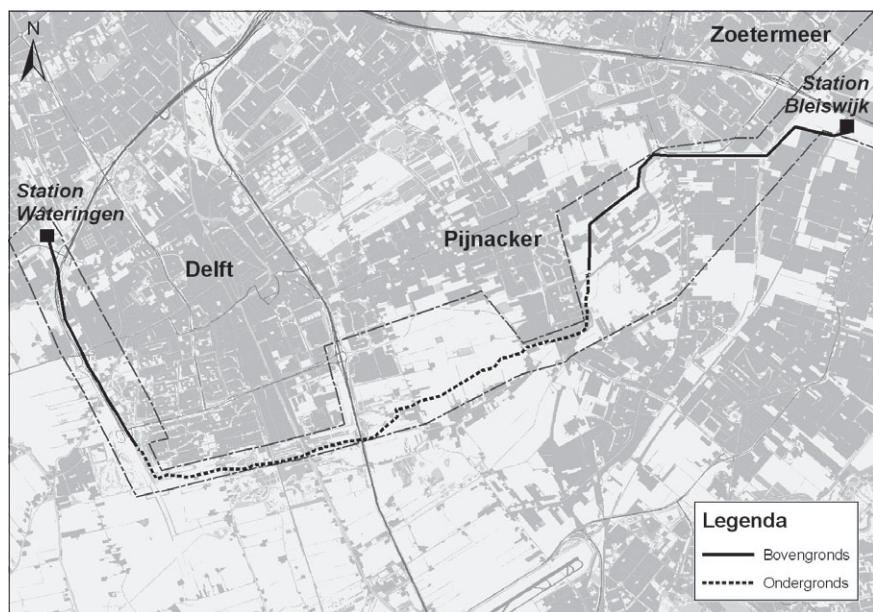 N
Zoetermeer
Station
Bleiswijk
Station
Wateringen
Delft
Pijnacker
Legenda
Bovengronds
Ondergronds